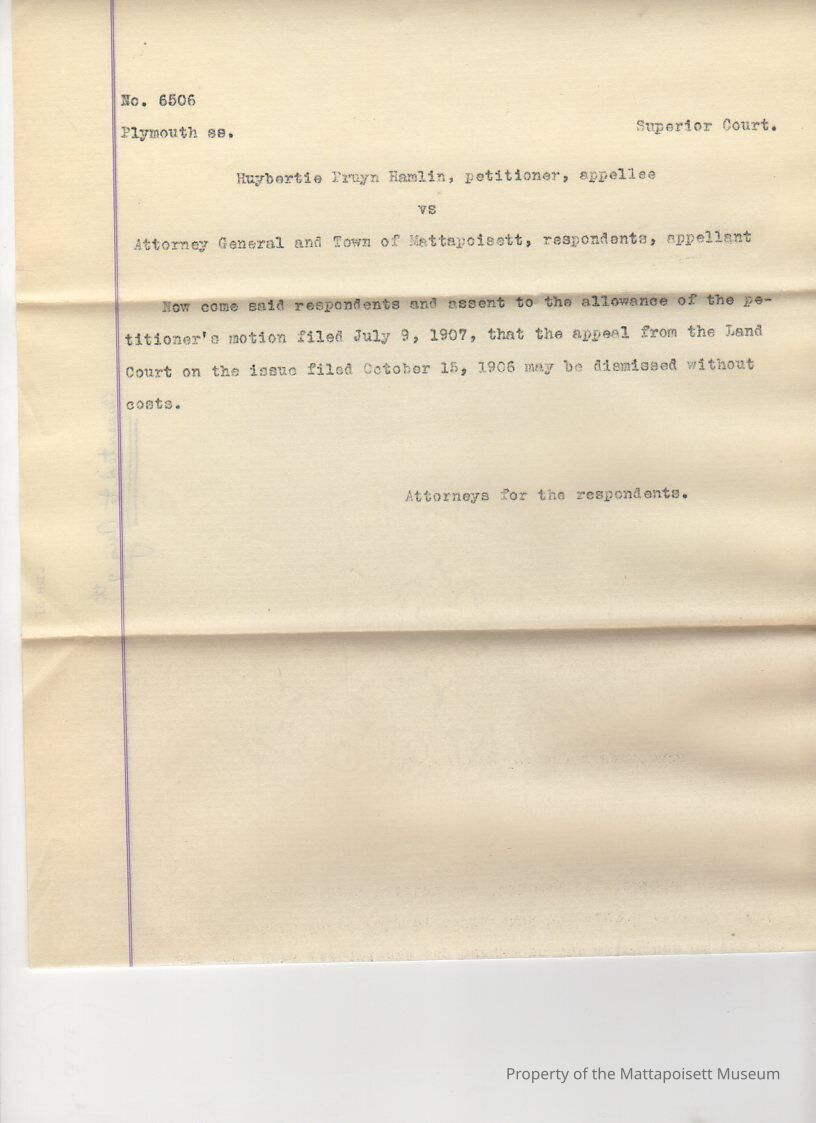 No. 6506
Plymouth ss.
Superior Court.
Huybertie Pruyn Hamlin, petitioner, appellee
vs
Attorney General and Town of Mattapoisett, respondents, appellant
Now come said respondents and assent to the allowance of the pe-
titioner's motion filed July 9, 1907, that the appeal from the Land
Court on the issue filed October 15, 1906 may be dismissed without
costs.
Attorneys for the respondents.
Property of the Mattapoisett Museum